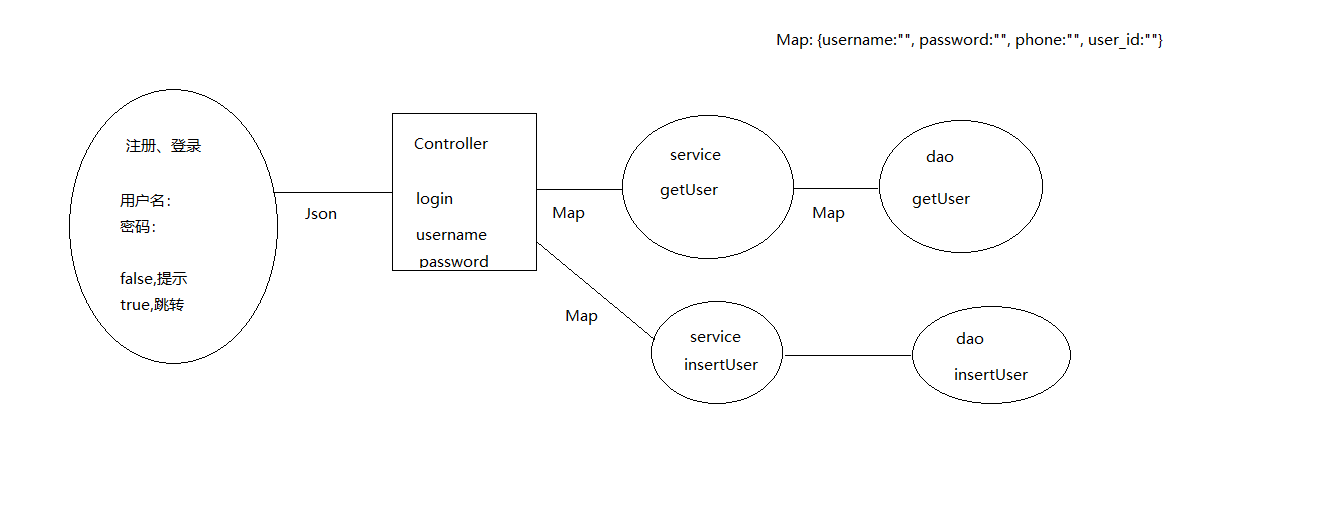 Map: {username:"", password:"", phone:"", user_id:""}
注册、登录
用户名：
密码：
false,提示
true,跳转
Json
Controller
login
username
password
Map
service
getUser
Map
dao
getUser
Map
service
insertUser
dao
insertUser